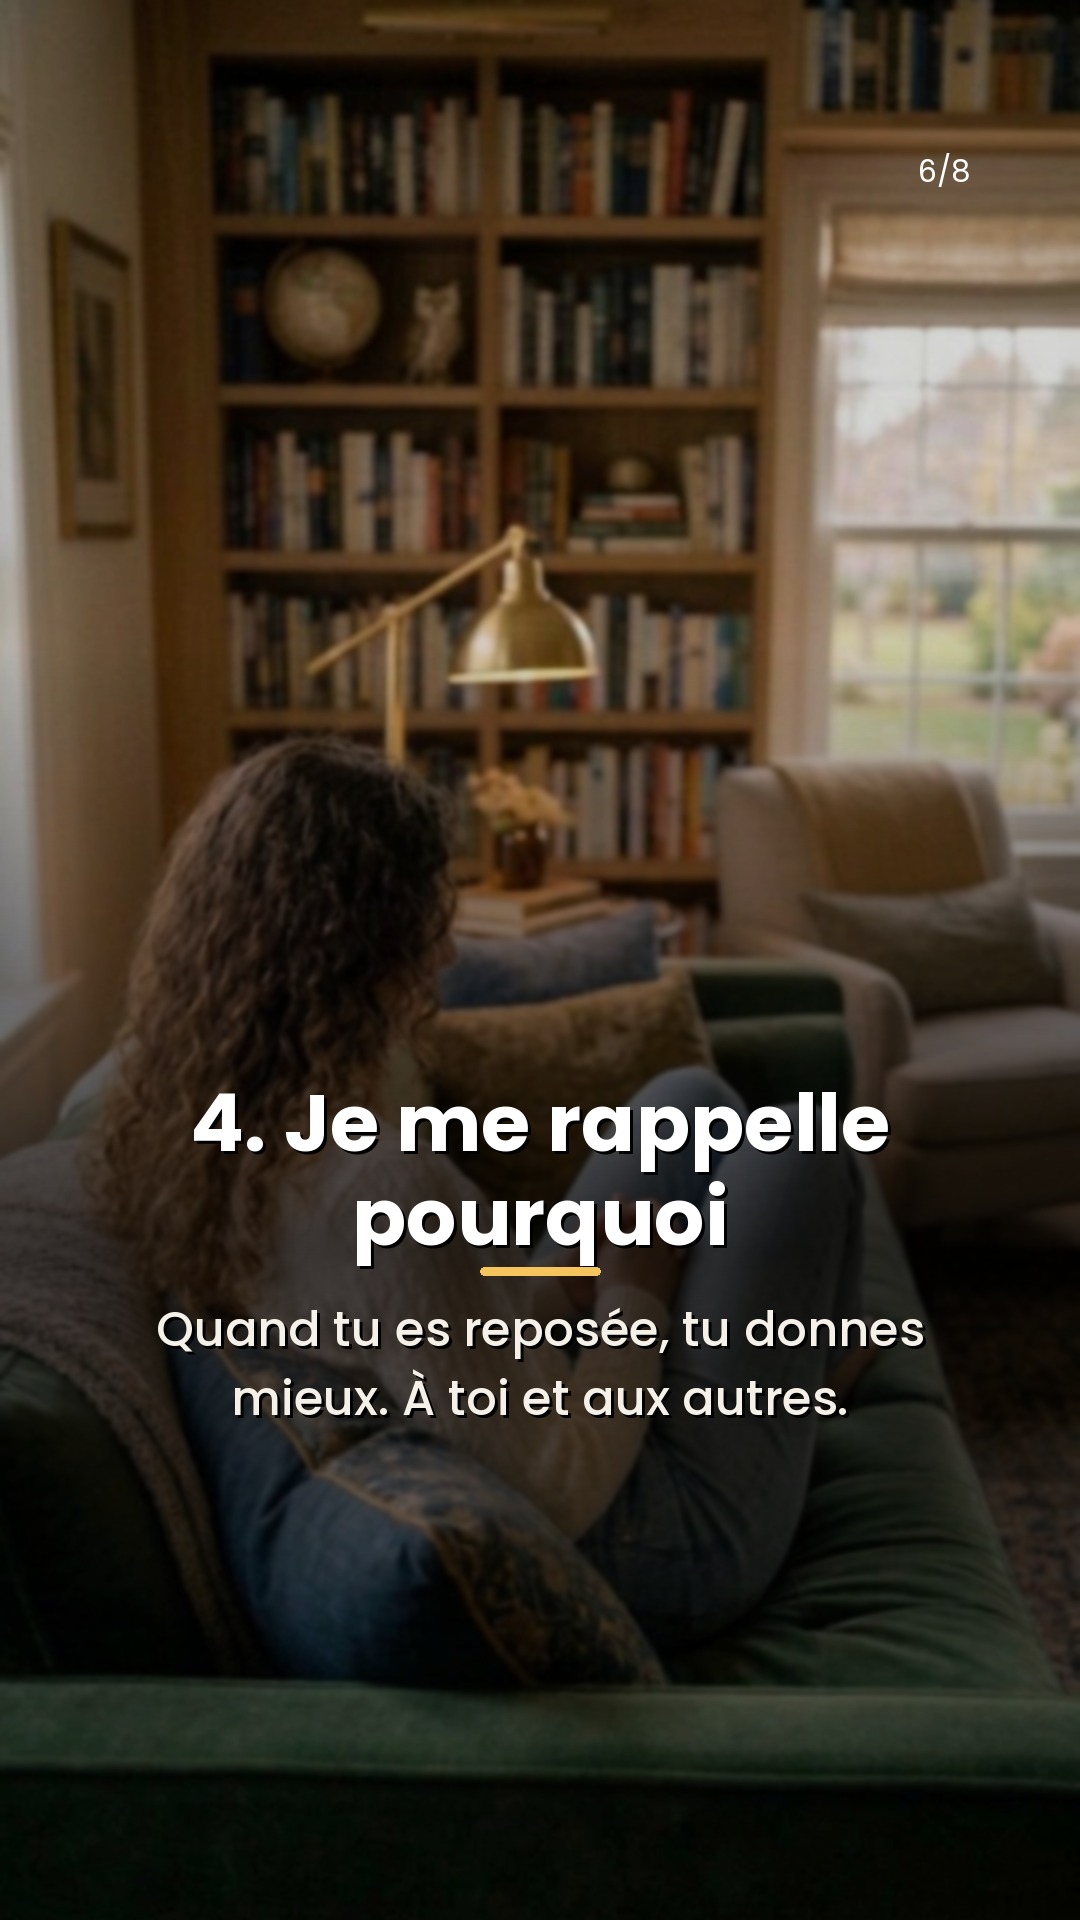 6/8
4. Je me rappelle
pourquoi
Quand tu es reposée, tu donnes
mieux. À toi et aux autres.